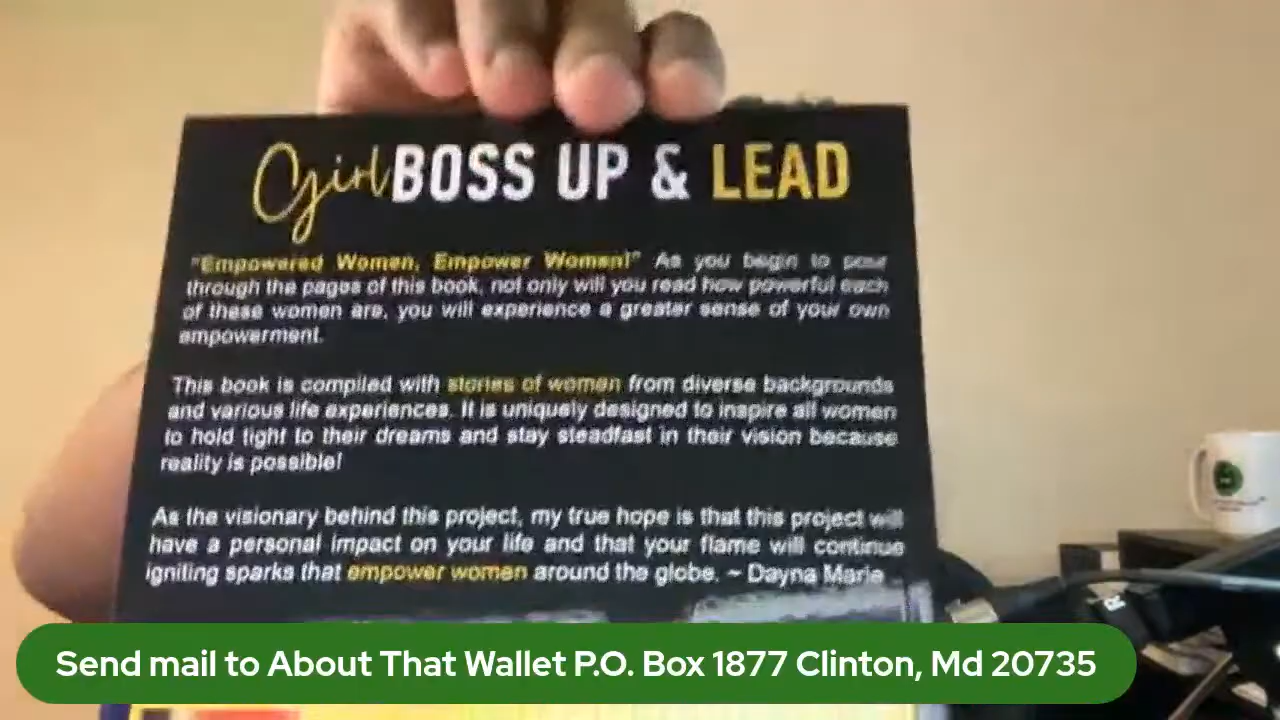 Girl BOSS UP & LEAD
"Empowered Women, Empower Women!" As you begin to pour
through the pages of this book, not only will you read how powerful each
of these women are, you will experience a greater sense of your own
empowerment.
This book is compiled with stories of women from diverse backgrounds
and various life experiences. It is uniquely designed to inspire all women
to hold tight to their dreams and stay steadfast in their vision because
reality is possible!
As the visionary behind this project, my true hope is that this project will
have a personal impact on your life and that your flame will continue
igniting sparks that empower women around the globe. ~ Dayna Marie
Send mail to About That Wallet P.O. Box 1877 Clinton, Md 20735